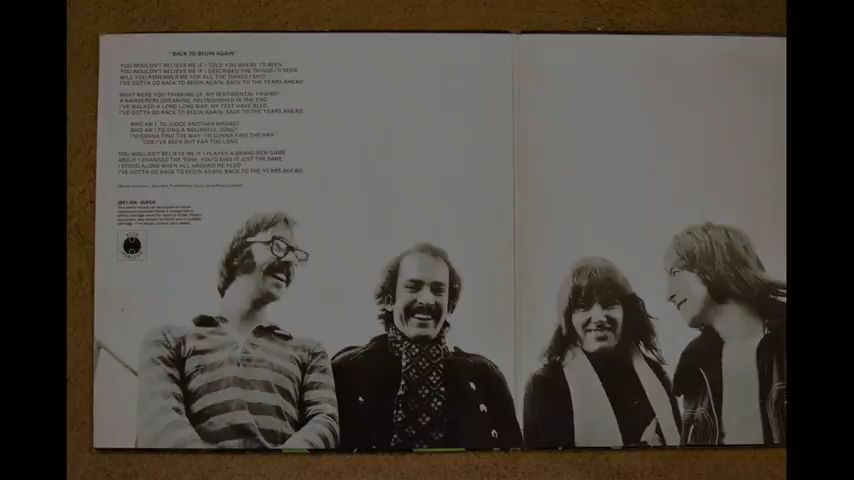 "BACK TO BEGIN AGAIN"
YOU WOULDN'T BELIEVE ME IF I TOLD YOU WHERE I'D BEEN
YOU WOULDN'T BELIEVE ME IF I DESCRIBED THE THINGS I'D SEEN
WILL YOU REMEMBER ME FOR ALL THE THINGS I SAID
I'VE GOTTA GO BACK TO BEGIN AGAIN, BACK TO THE YEARS AHEAD
WHAT WERE YOU THINKING OF, MY SENTIMENTAL FRIEND?
A WANDERERS DREAMING, RELINQUISHED IN THE END
I'VE WALKED A LONG LONG WAY, MY FEET HAVE BLED
I'VE GOTTA GO BACK TO BEGIN AGAIN, BACK TO THE YEARS AHEAD
WHO AM I, TO JUDGE ANOTHER WRONG?
WHO AM I TO SING A MOURNFUL SONG?
I'M GONNA FIND THE WAY, I'M GONNA FIND THE WAY
'COS I'VE BEEN OUT FAR TOO LONG
YOU WOULDN'T BELIEVE ME IF I PLAYED A BRAND NEW GAME
AND IF I CHANGED THE TUNE, YOU'D SING IT JUST THE SAME
I STOOD ALONE WHEN ALL AROUND ME FLED
I'VE GOTTA GO BACK TO BEGIN AGAIN, BACK TO THE YEARS AHEAD